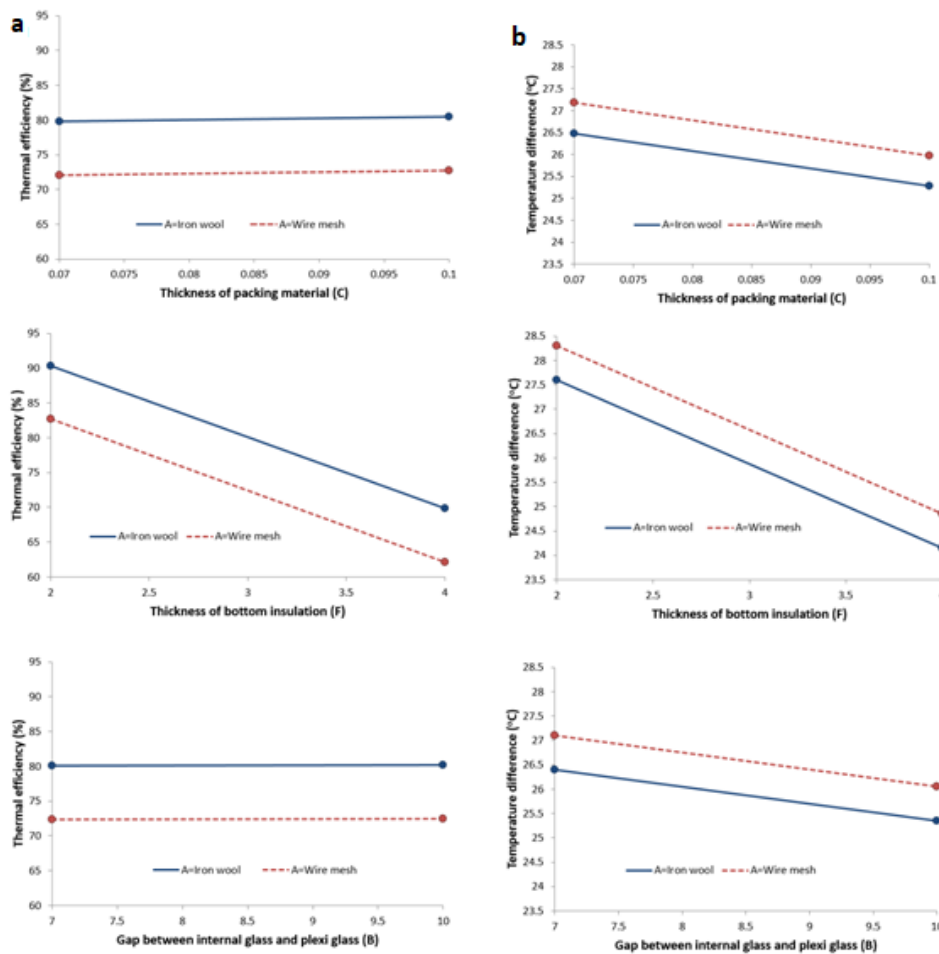 a
Thermal efficiency (%)
95
90
85
80
75
70
65
60
A=Iron wool
A=Wire mesh
0.07 0.075 0.08 0.085 0.09 0.095 0.1
Thickness of packing material (C)
b
Temperature difference (°C)
28.5
28
27.5
27
26.5
26
25.5
25
24.5
24
23.5
A=Iron wool
A=Wire mesh
0.07 0.075 0.08 0.085 0.09 0.095 0.1
Thickness of packing material (C)
Thermal efficiency (% )
95
90
85
80
75
70
65
60
A=Iron wool
A=Wire mesh
2 2.5 3 3.5 4
Thickness of bottom insulation (F)
Temperature difference (°C)
28.5
28
27.5
27
26.5
26
25.5
25
24.5
24
23.5
A=Iron wool
A=Wire mesh
2 2.5 3 3.5
Thickness of bottom insulation (F)
Thermal efficiency (%)
95
90
85
80
75
70
65
60
A=Iron wool
A=Wire mesh
7 7.5 8 8.5 9 9.5 10
Gap between internal glass and plexi glass (B)
Temperature difference (°C)
28.5
28
27.5
27
26.5
26
25.5
25
24.5
24
23.5
A=Iron wool
A=Wire mesh
7 7.5 8 8.5 9 9.5 10
Gap between internal glass and plexi glass (B)